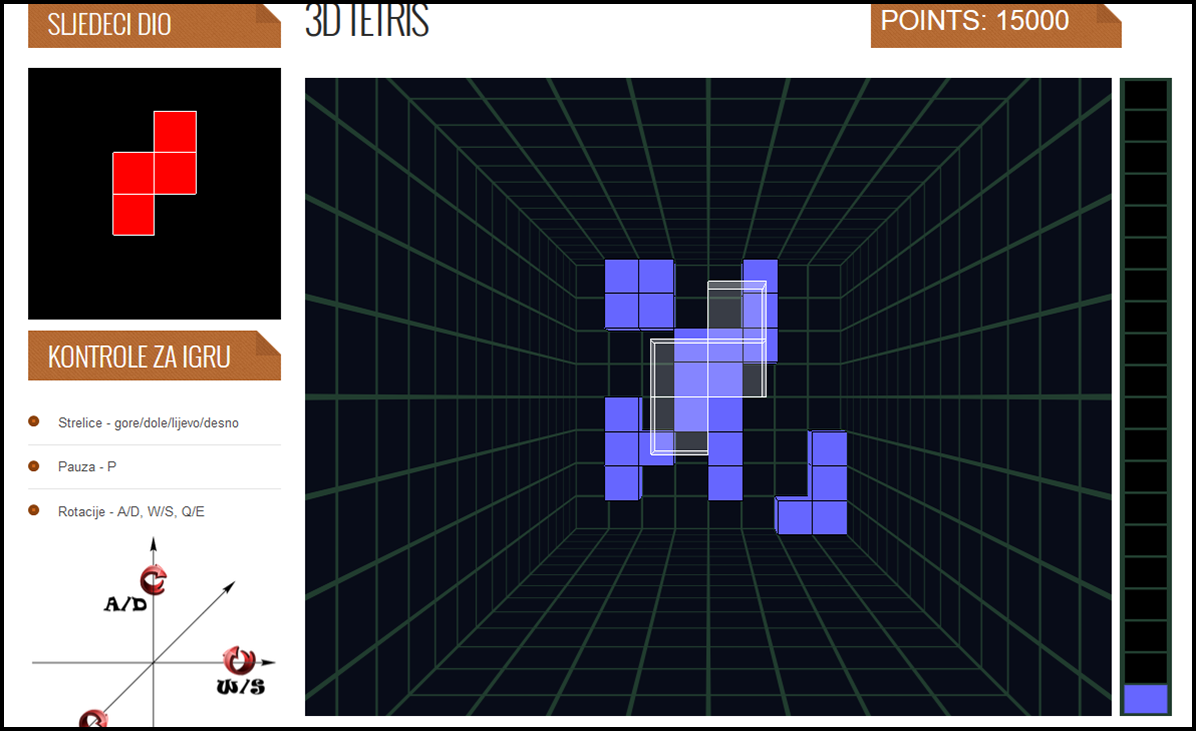 SLJEDECI DIO
3D TETRIS
POINTS: 15000
KONTROLE ZA IGRU
Strelice - gore/dole/lijevo/desno
Pauza - P
Rotacije - A/D, W/S, Q/E
A/D
W/S